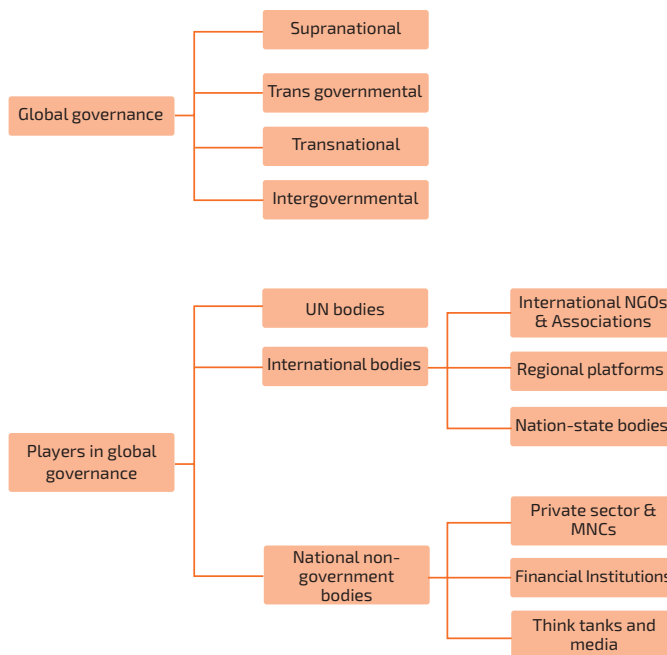 Supranational
Trans governmental
Global governance
Transnational
Intergovernmental
UN bodies
International bodies
International NGOs
& Associations
Regional platforms
Nation-state bodies
Players in global
governance
National non-
government
bodies
Private sector &
MNCs
Financial Institutions
Think tanks and
media